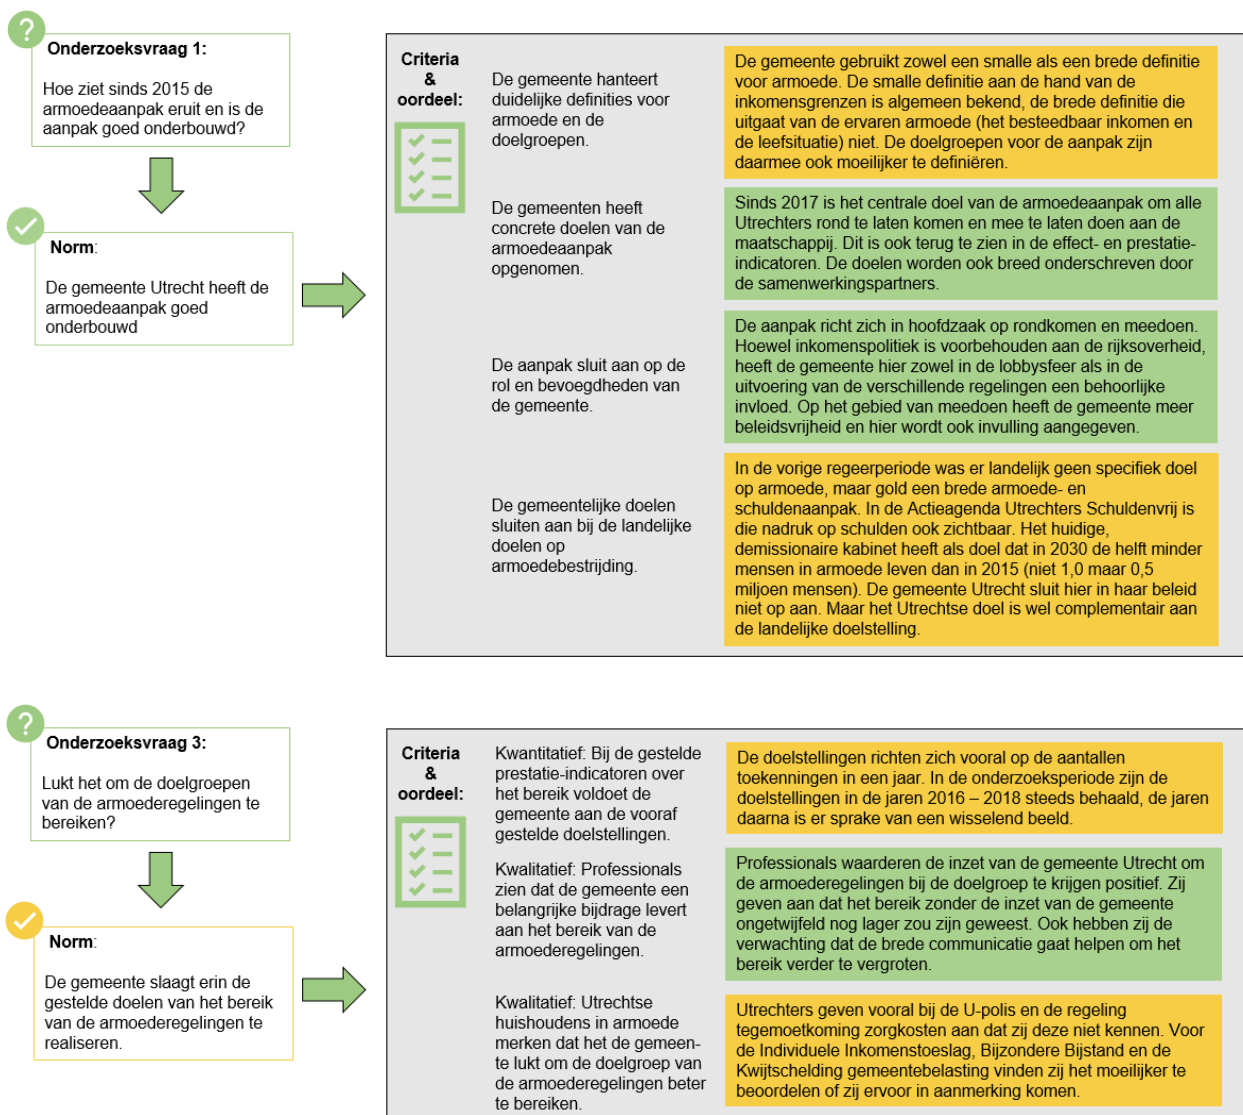 ?
Onderzoeksvraag 1:
Hoe ziet sinds 2015 de
armoedeaanpak eruit en is de
aanpak goed onderbouwd?
Norm:
De gemeente Utrecht heeft de
armoedeaanpak goed
onderbouwd
Criteria
&
oordeel:
De gemeente hanteert
duidelijke definities voor
armoede en de
doelgroepen.
De gemeente gebruikt zowel een smalle als een brede definitie
voor armoede. De smalle definitie aan de hand van de
inkomensgrenzen is algemeen bekend, de brede definitie die
uitgaat van de ervaren armoede (het besteedbaar inkomen en
de leefsituatie) niet. De doelgroepen voor de aanpak zijn
daarmee ook moeilijker te definiëren.
De gemeenten heeft
concrete doelen van de
armoedeaanpak
opgenomen.
Sinds 2017 is het centrale doel van de armoedeaanpak om alle
Utrechters rond te laten komen en mee te laten doen aan de
maatschappij. Dit is ook terug te zien in de effect- en prestatie-
indicatoren. De doelen worden ook breed onderschreven door
de samenwerkingspartners.
De aanpak sluit aan op de
rol en bevoegdheden van
de gemeente.
De aanpak richt zich in hoofdzaak op rondkomen en meedoen.
Hoewel inkomenspolitiek is voorbehouden aan de rijksoverheid,
heeft de gemeente hier zowel in de lobbysfeer als in de
uitvoering van de verschillende regelingen een behoorlijke
invloed. Op het gebied van meedoen heeft de gemeente meer
beleidsvrijheid en hier wordt ook invulling aangegeven.
De gemeentelijke doelen
sluiten aan bij de landelijke
doelen op
armoedebestrijding.
In de vorige regeerperiode was er landelijk geen specifiek doel
op armoede, maar gold een brede armoede- en
schuldenaanpak. In de Actieagenda Utrechters Schuldenvrij is
die nadruk op schulden ook zichtbaar. Het huidige,
demissionaire kabinet heeft als doel dat in 2030 de helft minder
mensen in armoede leven dan in 2015 (niet 1,0 maar 0,5
miljoen mensen). De gemeente Utrecht sluit hier in haar beleid
niet op aan. Maar het Utrechtse doel is wel complementair aan
de landelijke doelstelling.
?
Onderzoeksvraag 3:
Lukt het om de doelgroepen
van de armoederegelingen te
bereiken?
Norm:
De gemeente slaagt erin de
gestelde doelen van het bereik
van de armoederegelingen te
realiseren.
Criteria
&
oordeel:
Kwantitatief: Bij de gestelde
prestatie-indicatoren over
het bereik voldoet de
gemeente aan de vooraf
gestelde doelstellingen.
De doelstellingen richten zich vooral op de aantallen
toekenningen in een jaar. In de onderzoeksperiode zijn de
doelstellingen in de jaren 2016 – 2018 steeds behaald, de jaren
daarna is er sprake van een wisselend beeld.
Kwalitatief: Professionals
zien dat de gemeente een
belangrijke bijdrage levert
aan het bereik van de
armoederegelingen.
Professionals waarderen de inzet van de gemeente Utrecht om
de armoederegelingen bij de doelgroep te krijgen positief. Zij
geven aan dat het bereik zonder de inzet van de gemeente
ongetwijfeld nog lager zou zijn geweest. Ook hebben zij de
verwachting dat de brede communicatie gaat helpen om het
bereik verder te vergroten.
Kwalitatief: Utrechtse
huishoudens in armoede
merken dat het de gemeen-
te lukt om de doelgroep van
de armoederegelingen beter
te bereiken.
Utrechters geven vooral bij de U-polis en de regeling
tegemoetkoming zorgkosten aan dat zij deze niet kennen. Voor
de Individuele Inkomenstoeslag, Bijzondere Bijstand en de
Kwijtschelding gemeentebelasting vinden zij het moeilijker te
beoordelen of zij ervoor in aanmerking komen.